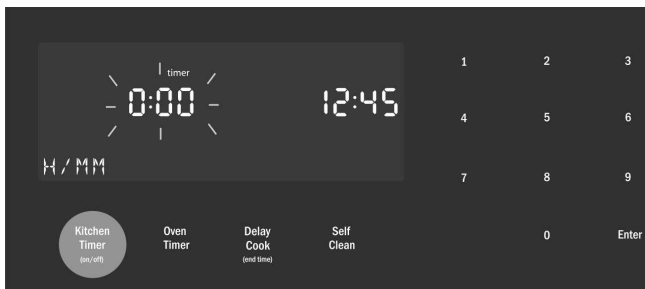 timer
0:00
12:45
H/MM
Kitchen
Timer
(on/off)
Oven
Timer
Delay
Cook
(end time)
Self
Clean
1 2 3
4 5 6
7 8 9
0 Enter